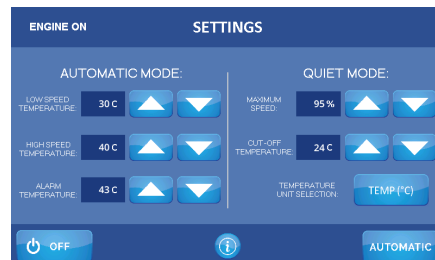 ENGINE ON
SETTINGS
AUTOMATIC MODE:
LOW SPEED
TEMPERATURE:
30 C
HIGH SPEED
TEMPERATURE:
40 C
ALARM
TEMPERATURE:
43 C
QUIET MODE:
MAXIMUM
SPEED:
95 %
CUT-OFF
TEMPERATURE:
24 C
TEMPERATURE
UNIT SELECTION:
TEMP (°C)
OFF
i
AUTOMATIC